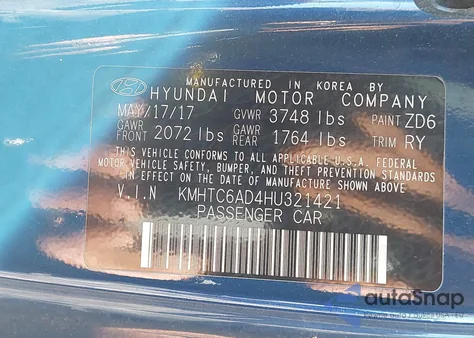 MANUFACTURED IN KOREA BY
HYUNDAI MOTOR COMPANY
MAY/17/17 GVWR 3748 lbs PAINT ZD6
GAWR FRONT 2072 lbs GAWR REAR 1764 lbs TRIM RY
THIS VEHICLE CONFORMS TO ALL APPLICABLE U.S.A. FEDERAL
MOTOR VEHICLE SAFETY, BUMPER, AND THEFT PREVENTION STANDARDS
IN EFFECT ON THE DATE OF MANUFACTURE SHOWN ABOVE.
V.I.N KMHTC6AD4HU321421
PASSENGER CAR
autoSnap